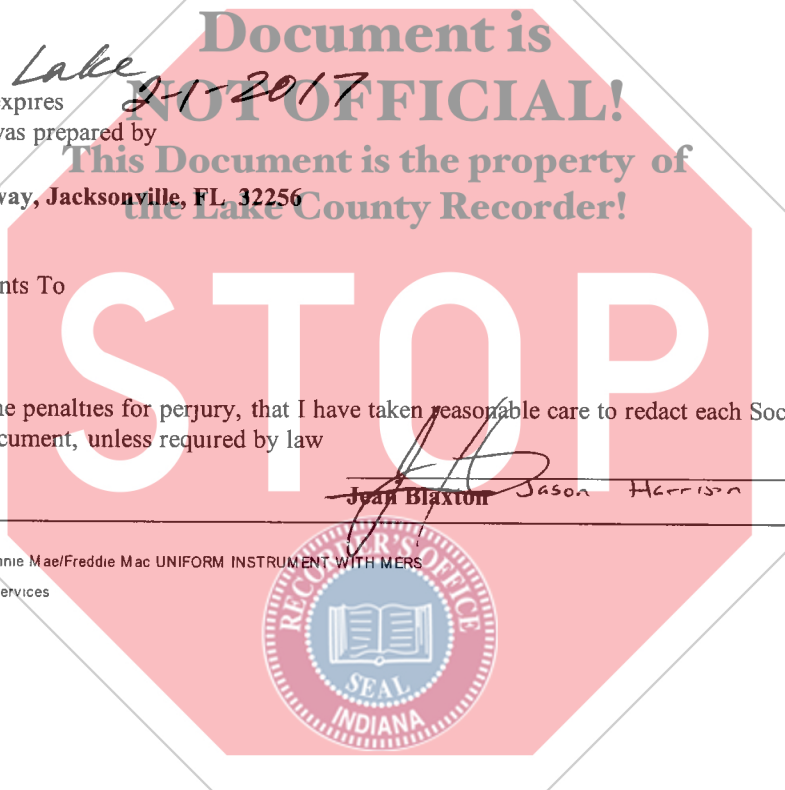 Document is
Lake
NOT OFFICIAL!
expires 2-1-2017
was prepared by
This Document is the property of
way, Jacksonville, FL 32256
the Lake County Recorder!
nts To
STOP
he penalties for perjury, that I have taken reasonable care to redact each Soc
cument, unless required by law
Jean Blaxton Jason Harrison
nnie Mae/Freddie Mac UNIFORM INSTRUMENT WITH MERS
ervices
RECORDER'S OFFICE
SEAL
INDIANA